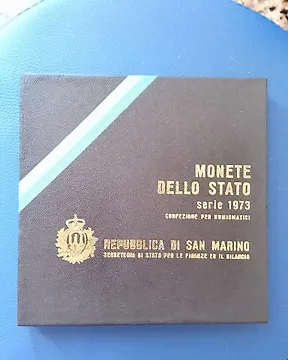 MONETE
DELLO STATO
serie 1973
CONFEZIONE PER NUMISMATICI
REPUBBLICA DI SAN MARINO
SEGRETERIA DI STATO PER LE FINANZE ED IL BILANCIO